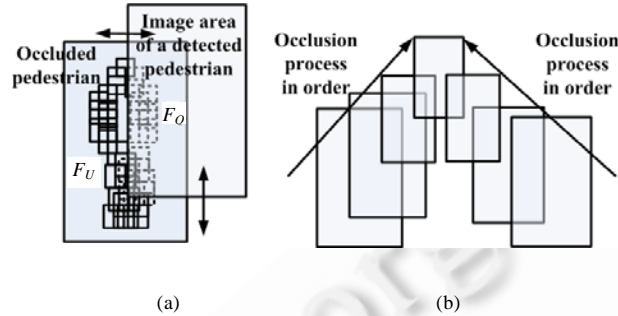 Image area
of a detected
pedestrian
Occluded
pedestrian
F_O
F_U
Occlusion
process
in order
Occlusion
process
in order
(a)
(b)